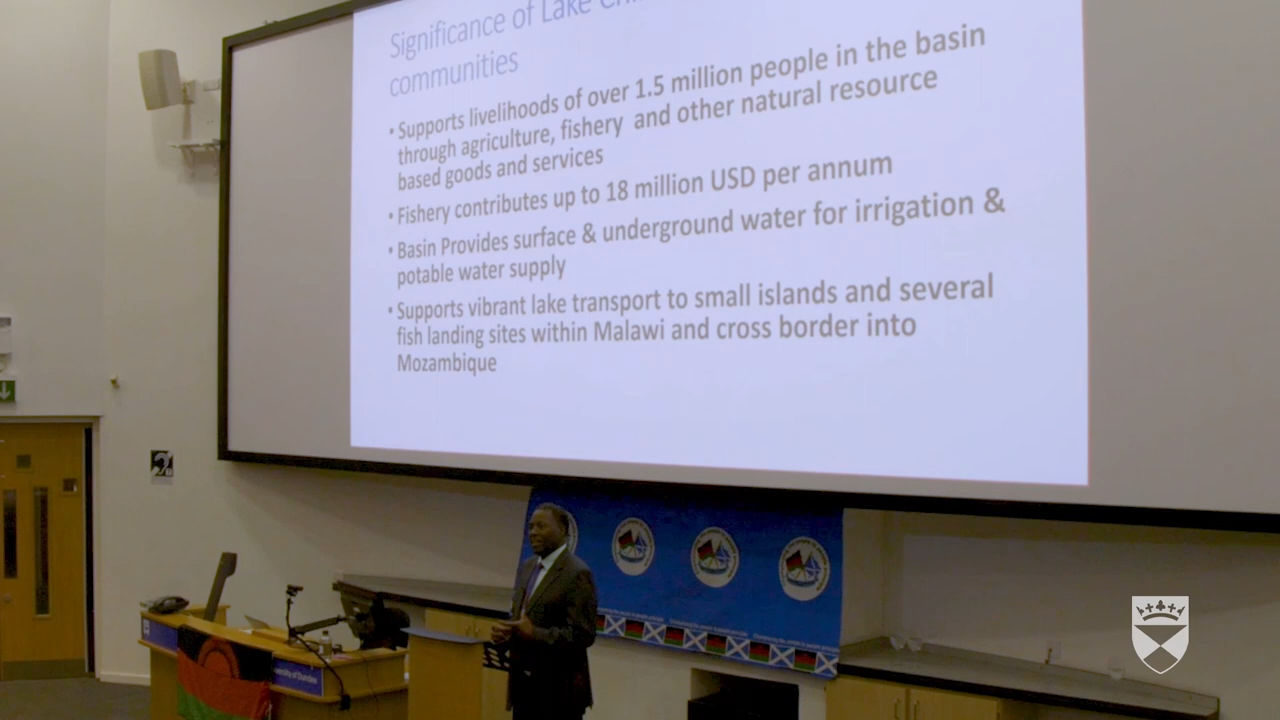 Significance of Lake
communities
• Supports livelihoods of over 1.5 million people in the basin
through agriculture, fishery and other natural resource
based goods and services
• Fishery contributes up to 18 million USD per annum
• Basin Provides surface & underground water for irrigation &
potable water supply
• Supports vibrant lake transport to small islands and several
fish landing sites within Malawi and cross border into
Mozambique
University of Dundee